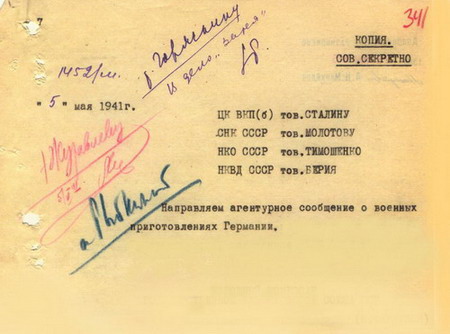 7
341
КОПИЯ.
СОВ.СЕКРЕТНО
1452/м.
" 5 " мая 1941г.
ЦК ВКП(б) тов.СТАЛИНУ
СНК СССР тов.МОЛОТОВУ
НКО СССР тов.ТИМОШЕНКО
НКВД СССР тов.БЕРИЯ
т. Журавлеву
Направляем агентурное сообщение о военных
приготовлениях Германии.